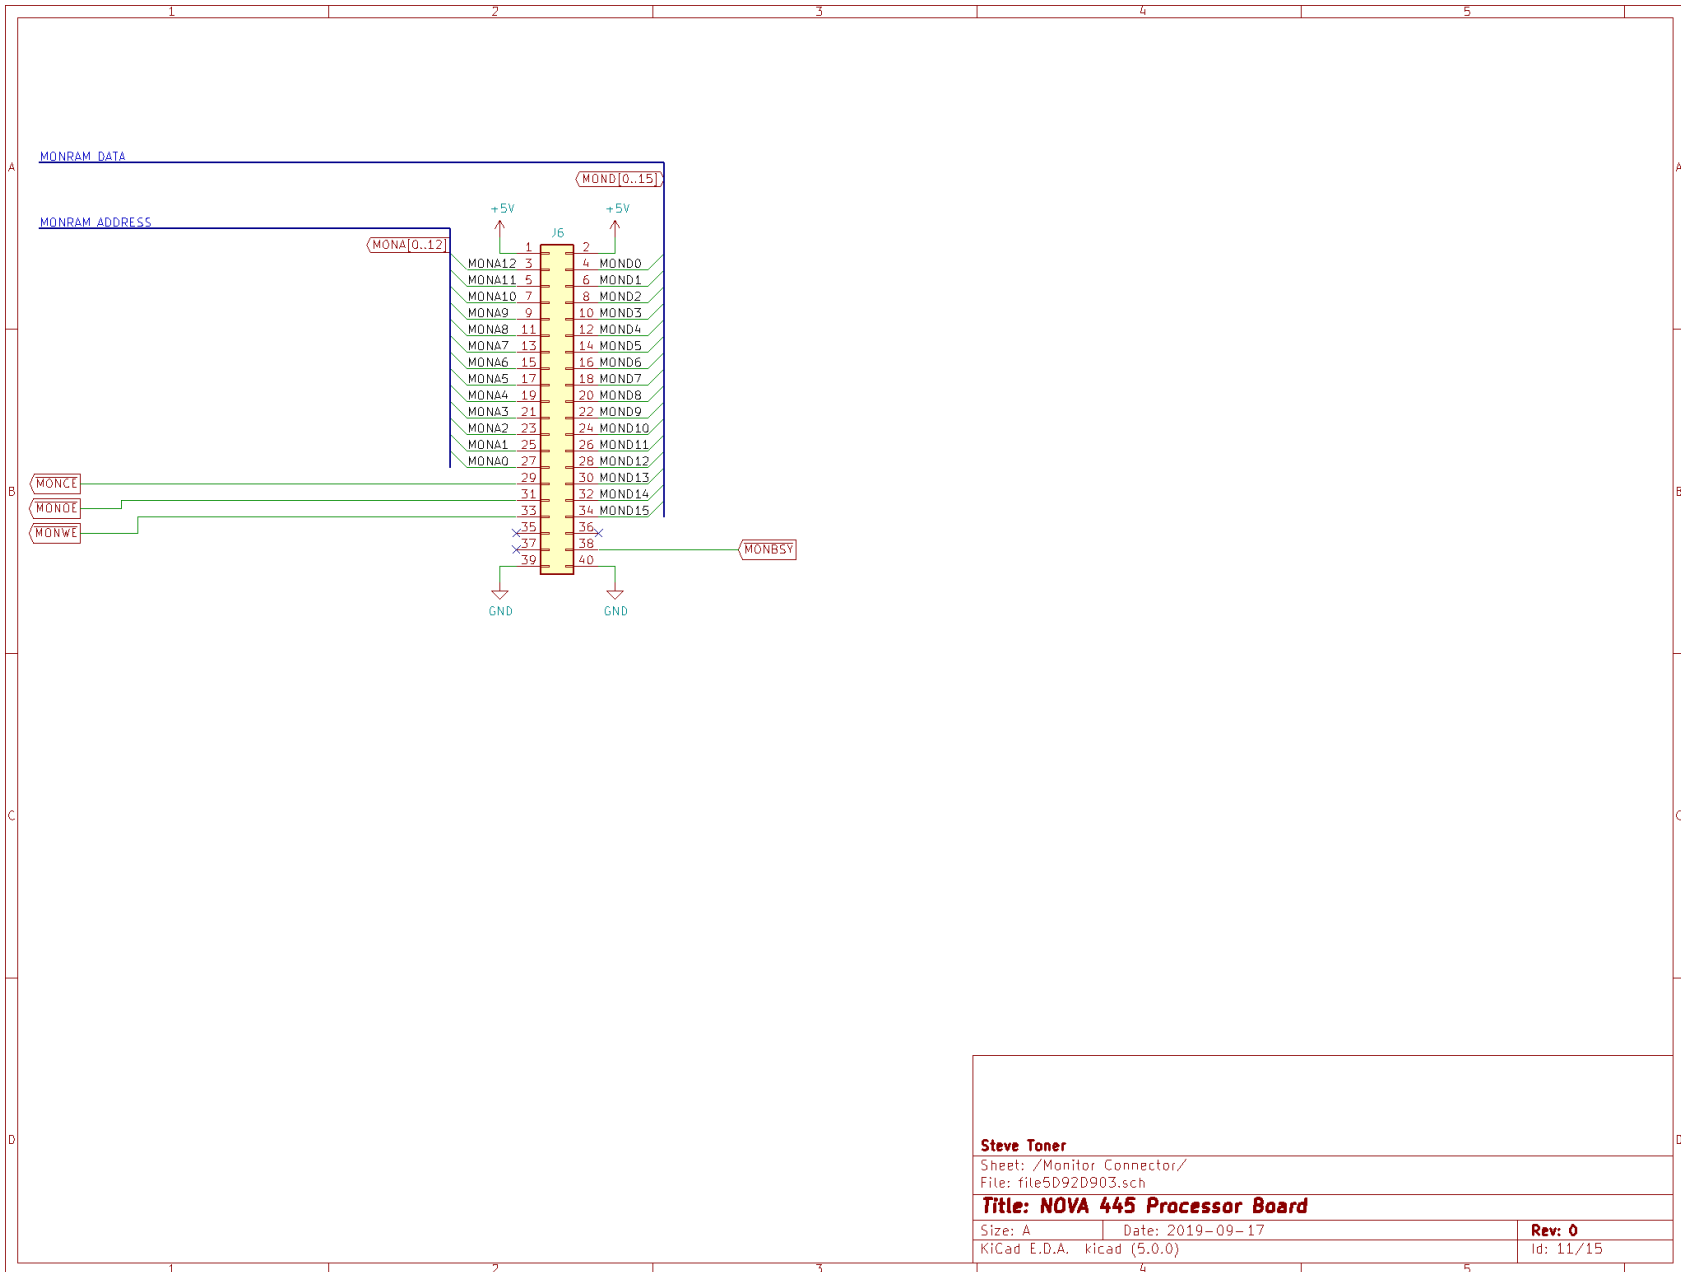 1 2 3 4 5
A A
B B
C C
D D
MONRAM DATA
MOND[0..15]
MONRAM ADDRESS
MONA[0..12]
+5V +5V
J6
1 2
MONA12 3 4 MOND0
MONA11 5 6 MOND1
MONA10 7 8 MOND2
MONA9 9 10 MOND3
MONA8 11 12 MOND4
MONA7 13 14 MOND5
MONA6 15 16 MOND6
MONA5 17 18 MOND7
MONA4 19 20 MOND8
MONA3 21 22 MOND9
MONA2 23 24 MOND10
MONA1 25 26 MOND11
MONA0 27 28 MOND12
MONCE 29 30 MOND13
MONOE 31 32 MOND14
MONWE 33 34 MOND15
35 36
37 38 MONBSY
39 40
GND GND
Steve Toner
Sheet: /Monitor Connector/
File: file5D92D903.sch
Title: NOVA 445 Processor Board
Size: A Date: 2019-09-17 Rev: 0
KiCad E.D.A. kicad (5.0.0) Id: 11/15
1 2 3 4 5